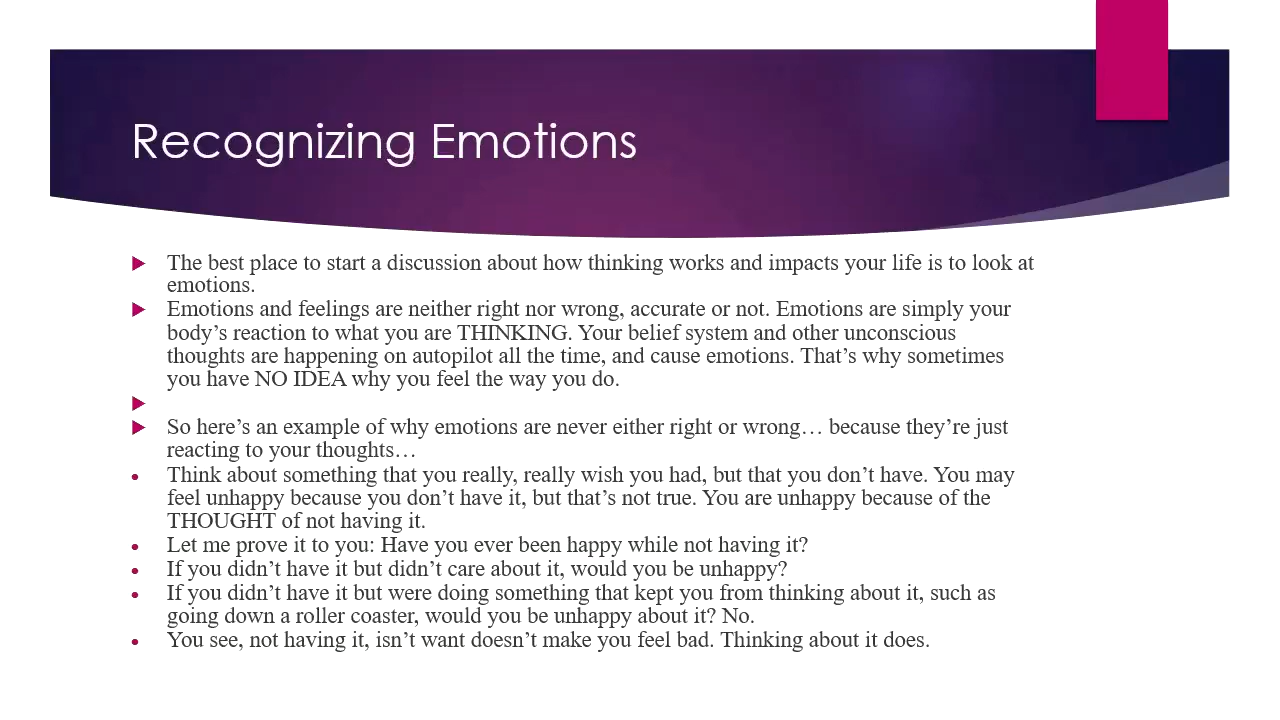 Recognizing Emotions
The best place to start a discussion about how thinking works and impacts your life is to look at
emotions.
Emotions and feelings are neither right nor wrong, accurate or not. Emotions are simply your
body’s reaction to what you are THINKING. Your belief system and other unconscious
thoughts are happening on autopilot all the time, and cause emotions. That’s why sometimes
you have NO IDEA why you feel the way you do.
So here’s an example of why emotions are never either right or wrong… because they’re just
reacting to your thoughts…
Think about something that you really, really wish you had, but that you don’t have. You may
feel unhappy because you don’t have it, but that’s not true. You are unhappy because of the
THOUGHT of not having it.
Let me prove it to you: Have you ever been happy while not having it?
If you didn’t have it but didn’t care about it, would you be unhappy?
If you didn’t have it but were doing something that kept you from thinking about it, such as
going down a roller coaster, would you be unhappy about it? No.
You see, not having it, isn’t want doesn’t make you feel bad. Thinking about it does.